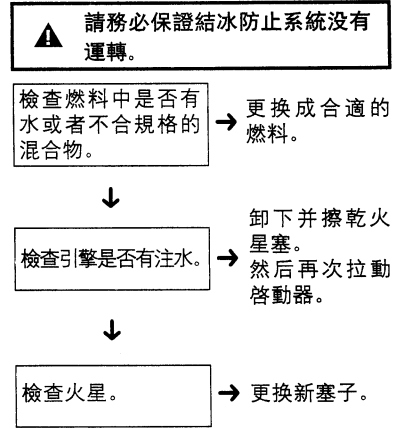 請務必保證結冰防止系統没有
運轉。
檢查燃料中是否有
水或者不合規格的
混合物。
更换成合適的
燃料。
檢查引擎是否有注水。
卸下并擦乾火
星塞。
然后再次拉動
啓動器。
檢查火星。
更换新塞子。